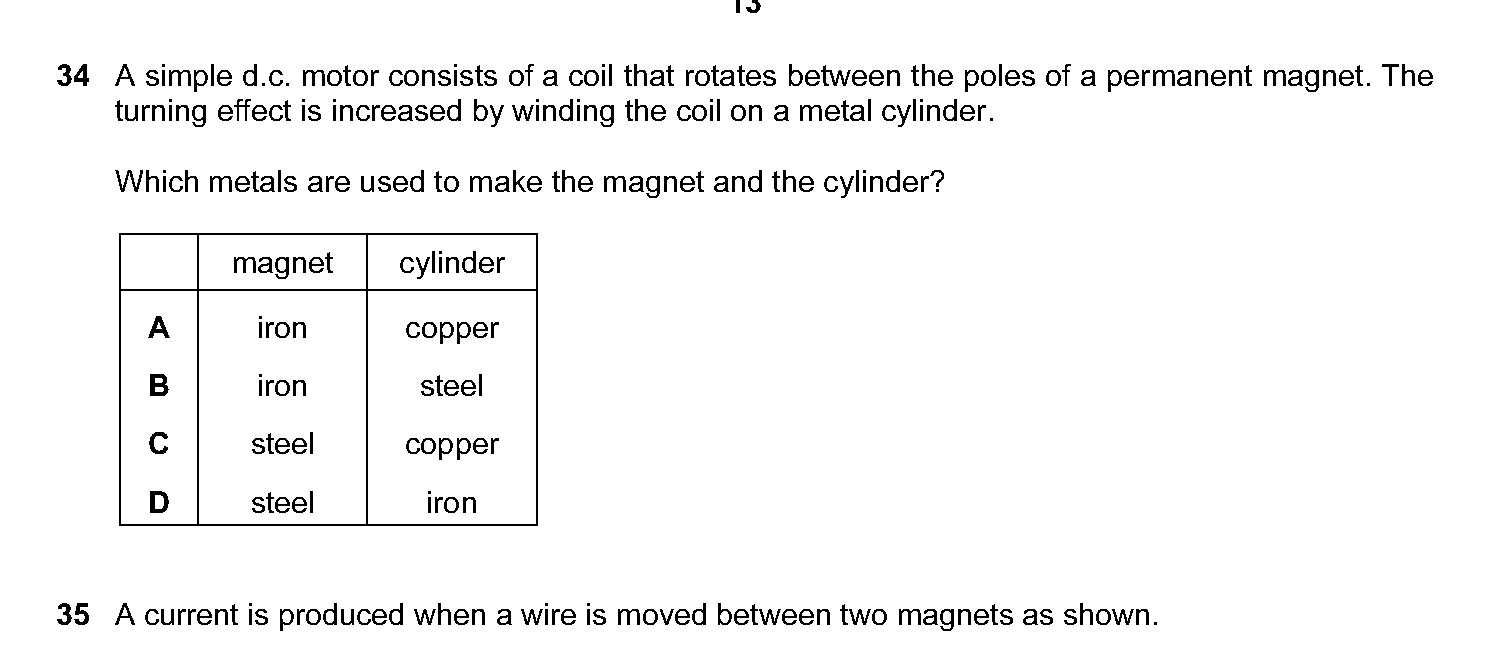 13
34 A simple d.c. motor consists of a coil that rotates between the poles of a permanent magnet. The
turning effect is increased by winding the coil on a metal cylinder.
Which metals are used to make the magnet and the cylinder?
magnet cylinder
A iron copper
B iron steel
C steel copper
D steel iron
35 A current is produced when a wire is moved between two magnets as shown.